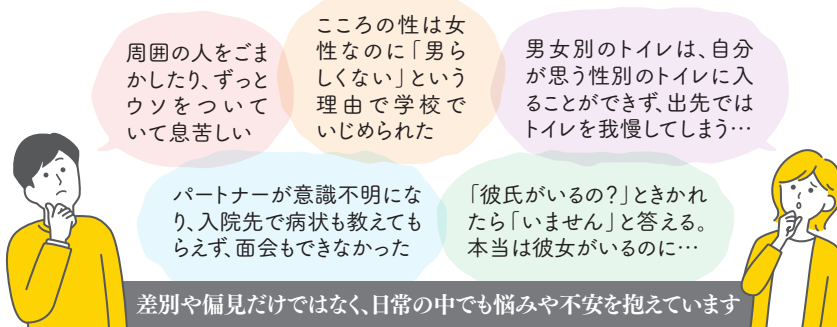 周囲の人をごま
かしたり、ずっと
ウソをついて
いて息苦しい
こころの性は女
性なのに「男ら
しくない」という
理由で学校で
いじめられた
男女別のトイレは、自分
が思う性別のトイレに入
ることができず、出先では
トイレを我慢してしまう…
パートナーが意識不明にな
り、入院先で病状も教えても
らえず、面会もできなかった
「彼氏がいるの?」ときかれ
たら「いません」と答える。
本当は彼女がいるのに…
差別や偏見だけではなく、日常の中でも悩みや不安を抱えています